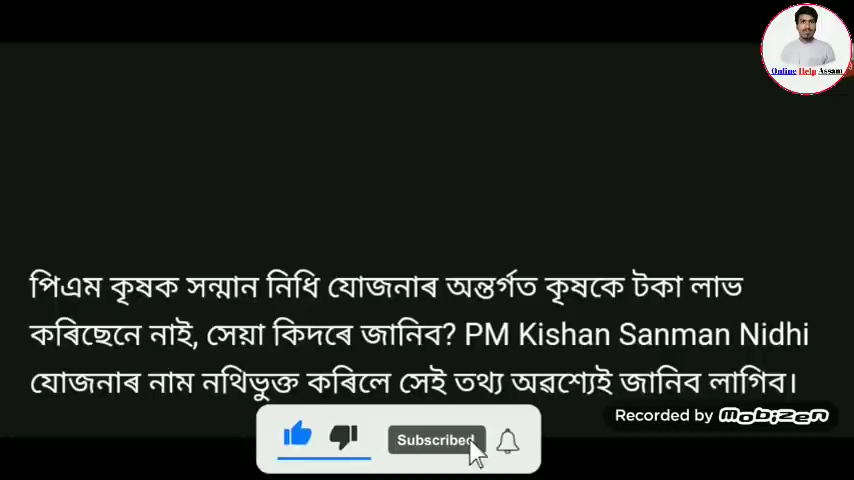 Online Help Assam
পিএম কৃষক সন্মান নিধি যোজনাৰ অন্তৰ্গত কৃষকে টকা লাভ
কৰিছেনে নাই, সেয়া কিদৰে জানিব? PM Kishan Sanman Nidhi
যোজনাৰ নাম নথিভুক্ত কৰিলে সেই তথ্য অৱশ্যেই জানিব লাগিব।
Recorded by mobizen
Subscribed